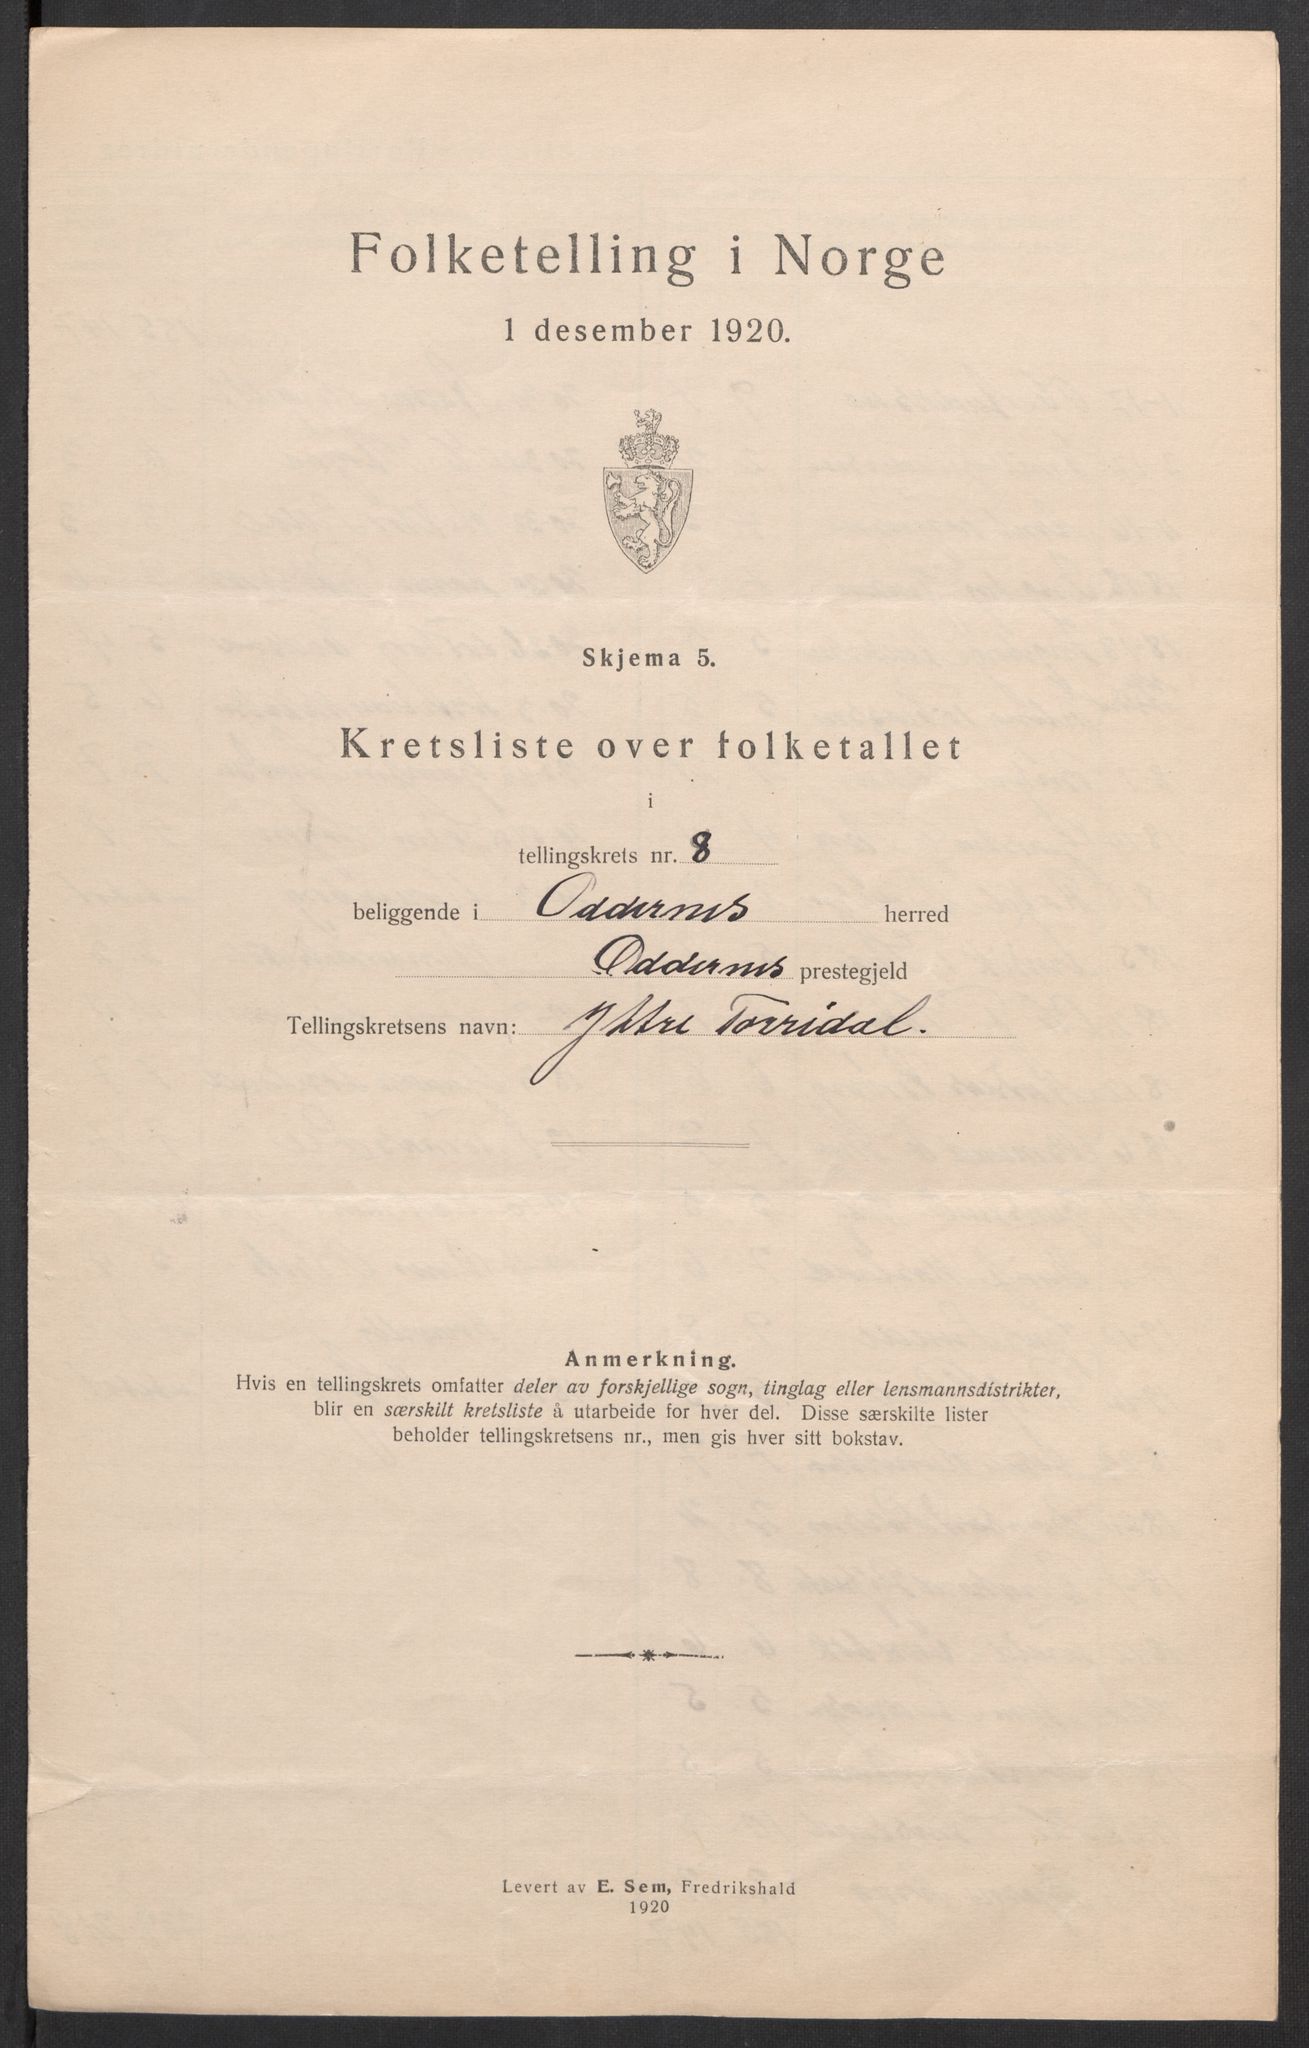 Folketelling i Norge
1 desember 1920.
Skjema 5.
Kretsliste over folketallet
i
tellingskrets nr. 8
beliggende i Oddernes herred
Oddernes prestegjeld
Tellingskretsens navn: Yttre Torridal.
Anmerkning.
Hvis en tellingskrets omfatter deler av forskjellige sogn, tinglag eller lensmannsdistrikter,
blir en særskilt kretsliste å utarbeide for hver del. Disse særskilte lister
beholder tellingskretsens nr., men gis hver sitt bokstav.
Levert av E. Sem, Fredrikshald
1920